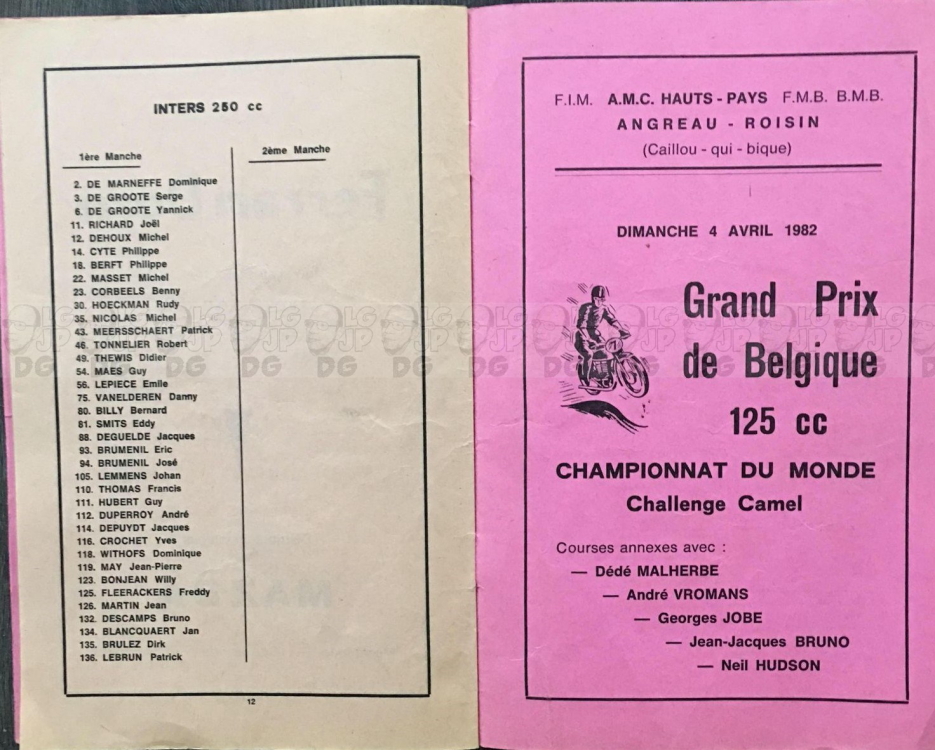 INTERS 250 cc
1ère Manche
2ème Manche
2. DE MARNEFFE Dominique
3. DE GROOTE Serge
6. DE GROOTE Yannick
11. RICHARD Joël
12. DEHOUX Michel
14. CYTE Philippe
18. BERFT Philippe
22. MASSET Michel
23. CORBEELS Benny
30. HOECKMAN Rudy
35. NICOLAS Michel
43. MEERSSCHAERT Patrick
46. TONNELIER Robert
49. THEWIS Didier
54. MAES Guy
56. LEPIECE Emile
75. VANELDEREN Danny
80. BILLY Bernard
81. SMITS Eddy
88. DEGUELDE Jacques
93. BRUMENIL Eric
94. BRUMENIL José
105. LEMMENS Johan
110. THOMAS Francis
111. HUBERT Guy
112. DUPERROY André
114. DEPUYDT Jacques
116. CROCHET Yves
118. WITHOFS Dominique
119. MAY Jean-Pierre
123. BONJEAN Willy
125. FLEERACKERS Freddy
126. MARTIN Jean
132. DESCAMPS Bruno
134. BLANCQUAERT Jan
135. BRULEZ Dirk
136. LEBRUN Patrick
12
F.I.M. A.M.C. HAUTS-PAYS F.M.B. B.M.B.
ANGREAU - ROISIN
(Caillou - qui - bique)
DIMANCHE 4 AVRIL 1982
Grand Prix
de Belgique
125 cc
CHAMPIONNAT DU MONDE
Challenge Camel
Courses annexes avec :
— Dédé MALHERBE
— André VROMANS
— Georges JOBE
— Jean-Jacques BRUNO
— Neil HUDSON